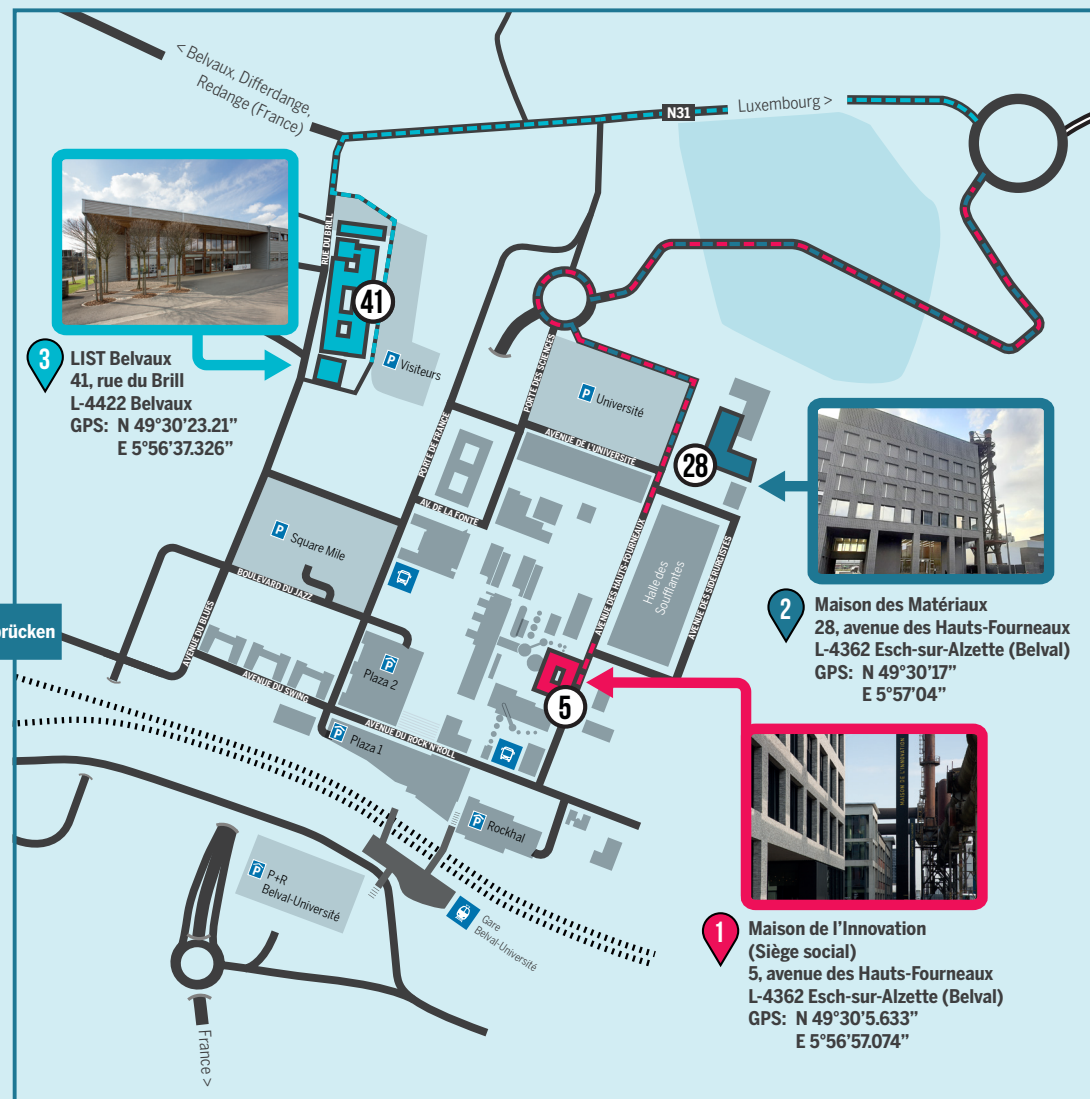 < Belvaux, Differdange,
Redange (France)
N31
Luxembourg >
RUE DU BRILL
41
P Visiteurs
3
LIST Belvaux
41, rue du Brill
L-4422 Belvaux
GPS: N 49°30'23.21”
E 5°56'37.326”
PORTE DES SCIENCES
P Université
AVENUE DE L'UNIVERSITÉ
28
PORTE DE FRANCE
AV. DE LA FONTE
P Square Mile
BOULEVARD DU JAZZ
AVENUE DU BLUES
AVENUE DU SWING
AVENUE DES HAUTS-FOURNEAUX
Halle des
Soufflantes
AVENUE DES SIDÉRURGISTES
2
Maison des Matériaux
28, avenue des Hauts-Fourneaux
L-4362 Esch-sur-Alzette (Belval)
GPS: N 49°30'17”
E 5°57'04”
brücken
P
Plaza 2
5
AVENUE DU ROCK'N'ROLL
P Plaza 1
P Rockhal
MAISON DE L'INNOVATION
P P+R
Belval-Université
Gare
Belval-Université
1
Maison de l'Innovation
(Siège social)
5, avenue des Hauts-Fourneaux
L-4362 Esch-sur-Alzette (Belval)
GPS: N 49°30'5.633”
E 5°56'57.074”
France >